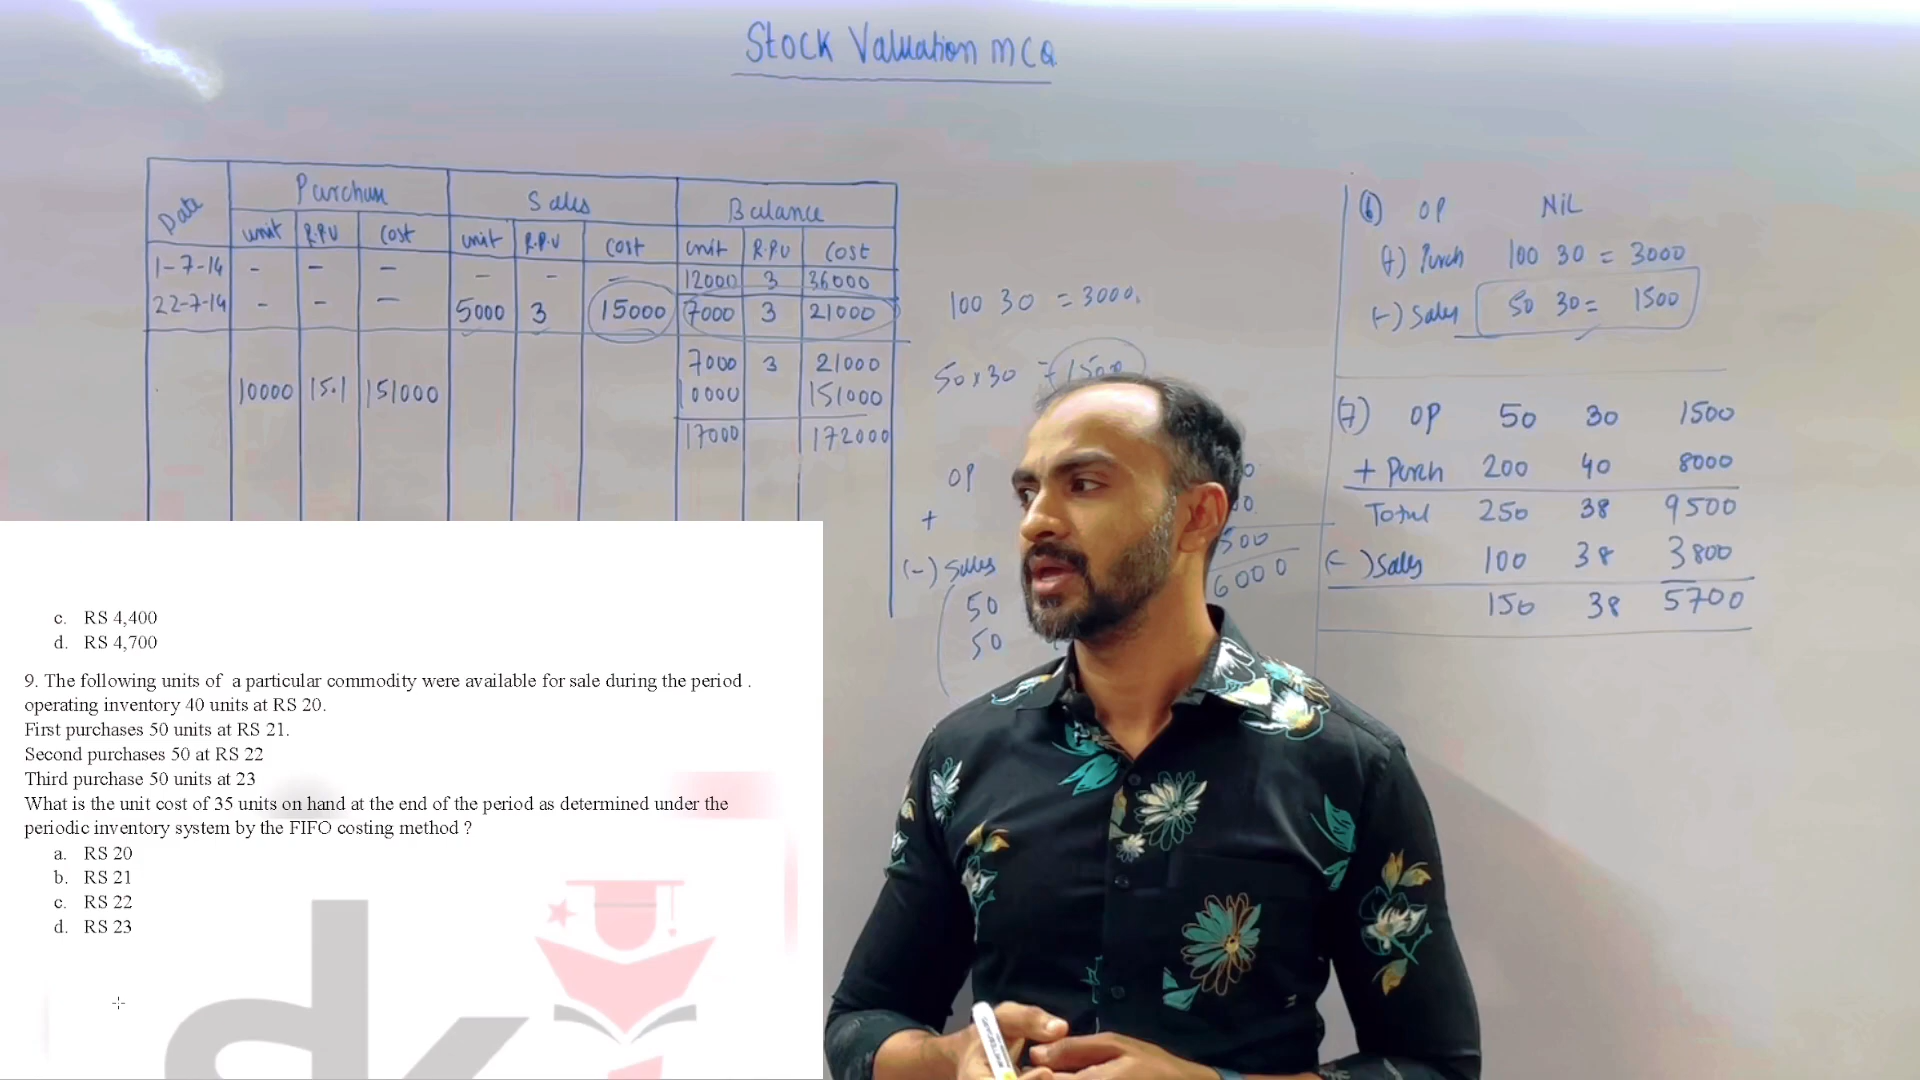 Stock Valuation MCQ
Date Purchase Sales Balance
unit R.P.U Cost unit R.P.U Cost unit R.P.U Cost
1-7-14 - - - - - - 12000 3 36000
22-7-14 - - - 5000 3 15000 7000 3 21000
7000 3 21000
10000 15.1 151000 10000 151000
17000 172000
100 30 = 3000
50 x 30 = 1500
OP
+
500
(-) Sales 6000
50
50
(6) OP NIL
(+) Purch 100 30 = 3000
(-) Sales 50 30 = 1500
(7) OP 50 30 1500
+ Purch 200 40 8000
Total 250 38 9500
(-) Sales 100 38 3800
150 38 5700
c. RS 4,400
d. RS 4,700
9. The following units of a particular commodity were available for sale during the period .
operating inventory 40 units at RS 20.
First purchases 50 units at RS 21.
Second purchases 50 at RS 22
Third purchase 50 units at 23
What is the unit cost of 35 units on hand at the end of the period as determined under the
periodic inventory system by the FIFO costing method ?
a. RS 20
b. RS 21
c. RS 22
d. RS 23